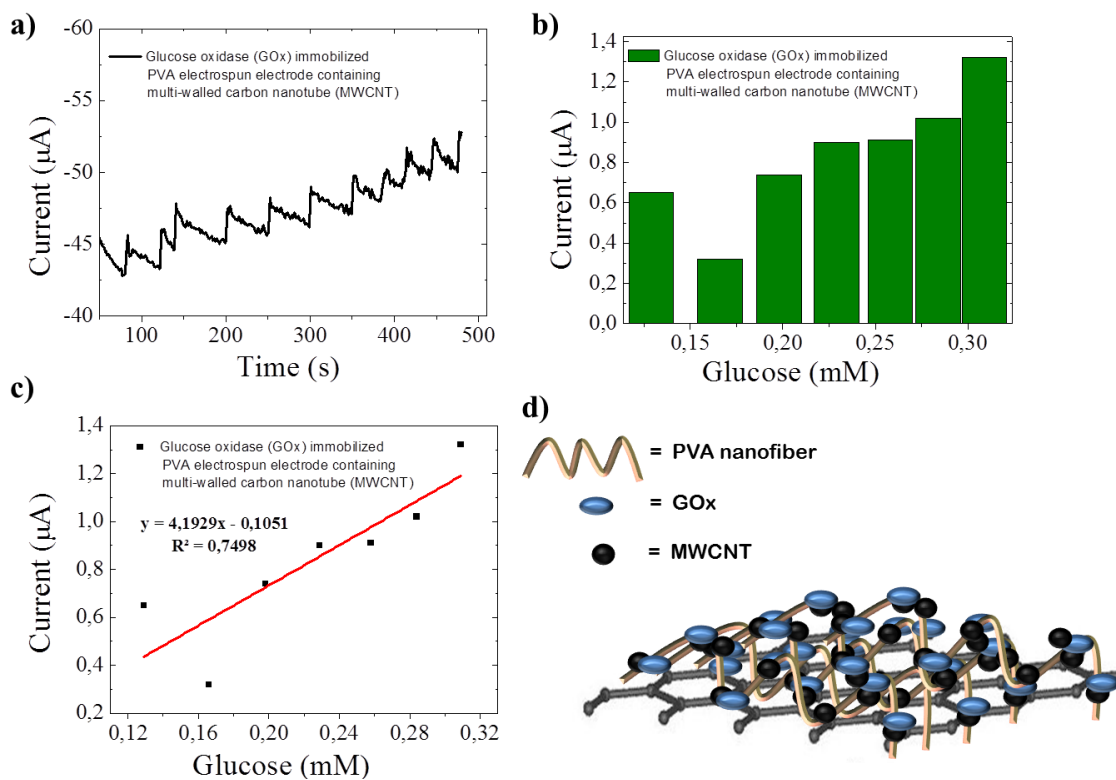 a)
-60
-55
-50
-45
-40
Current (µA)
Glucose oxidase (GOx) immobilized
PVA electrospun electrode containing
multi-walled carbon nanotube (MWCNT)
100 200 300 400 500
Time (s)
b)
1,4
1,2
1,0
0,8
0,6
0,4
0,2
0,0
Current (µA)
Glucose oxidase (GOx) immobilized
PVA electrospun electrode containing
multi-walled carbon nanotube (MWCNT)
0,15 0,20 0,25 0,30
Glucose (mM)
c)
1,4
1,2
1,0
0,8
0,6
0,4
0,2
Current (µA)
Glucose oxidase (GOx) immobilized
PVA electrospun electrode containing
multi-walled carbon nanotube (MWCNT)
y = 4,1929x - 0,1051
R² = 0,7498
0,12 0,16 0,20 0,24 0,28 0,32
Glucose (mM)
d)
= PVA nanofiber
= GOx
= MWCNT